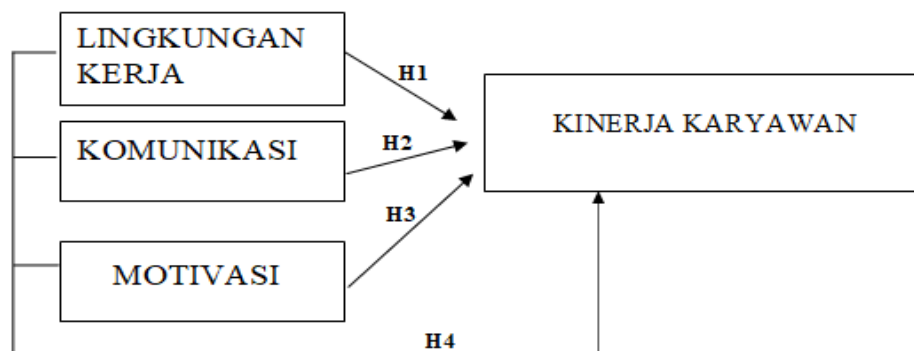 LINGKUNGAN
KERJA
H1
KINERJA KARYAWAN
KOMUNIKASI
H2
H3
MOTIVASI
H4